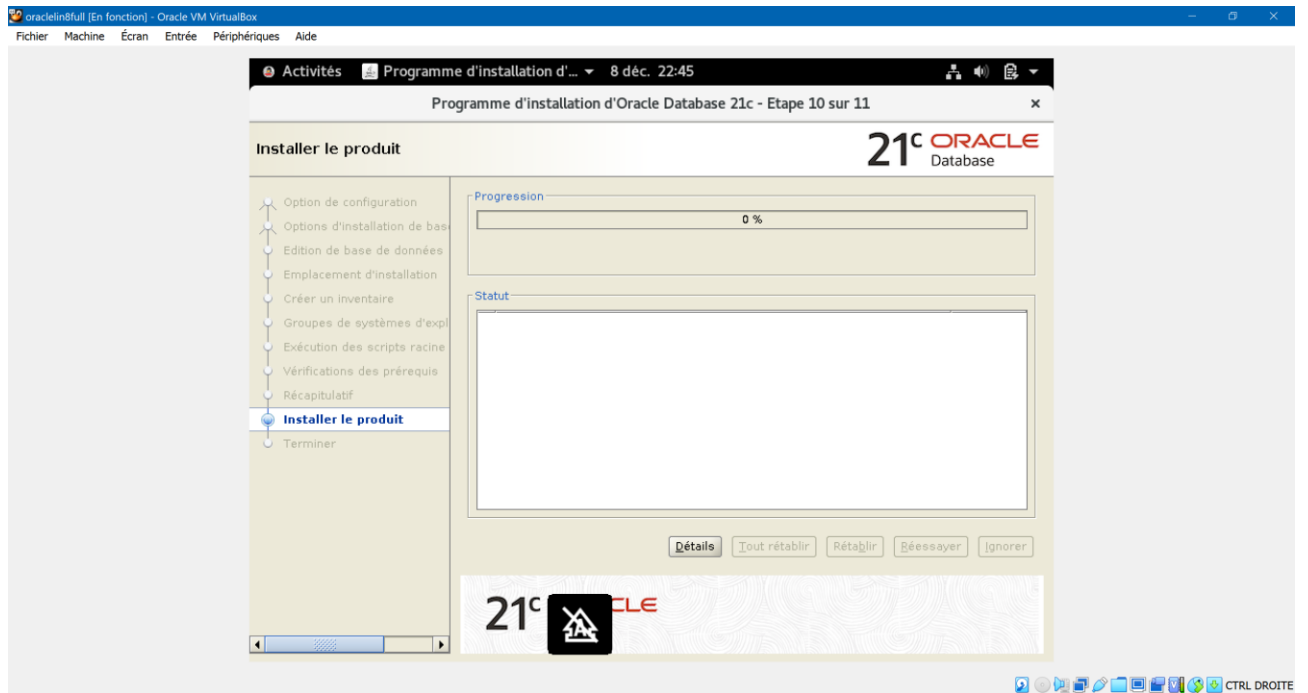 oraclelin8full [En fonction] - Oracle VM VirtualBox
Fichier Machine Écran Entrée Périphériques Aide
Activités Programme d'installation d'... 8 déc. 22:45
Programme d'installation d'Oracle Database 21c - Etape 10 sur 11
Installer le produit
21c ORACLE
Database
Option de configuration
Options d'installation de bas
Edition de base de données
Emplacement d'installation
Créer un inventaire
Groupes de systèmes d'expl
Exécution des scripts racine
Vérifications des prérequis
Récapitulatif
Installer le produit
Terminer
Progression
0 %
Statut
Détails Tout rétablir Rétablir Réessayer Ignorer
21c CLE
CTRL DROITE